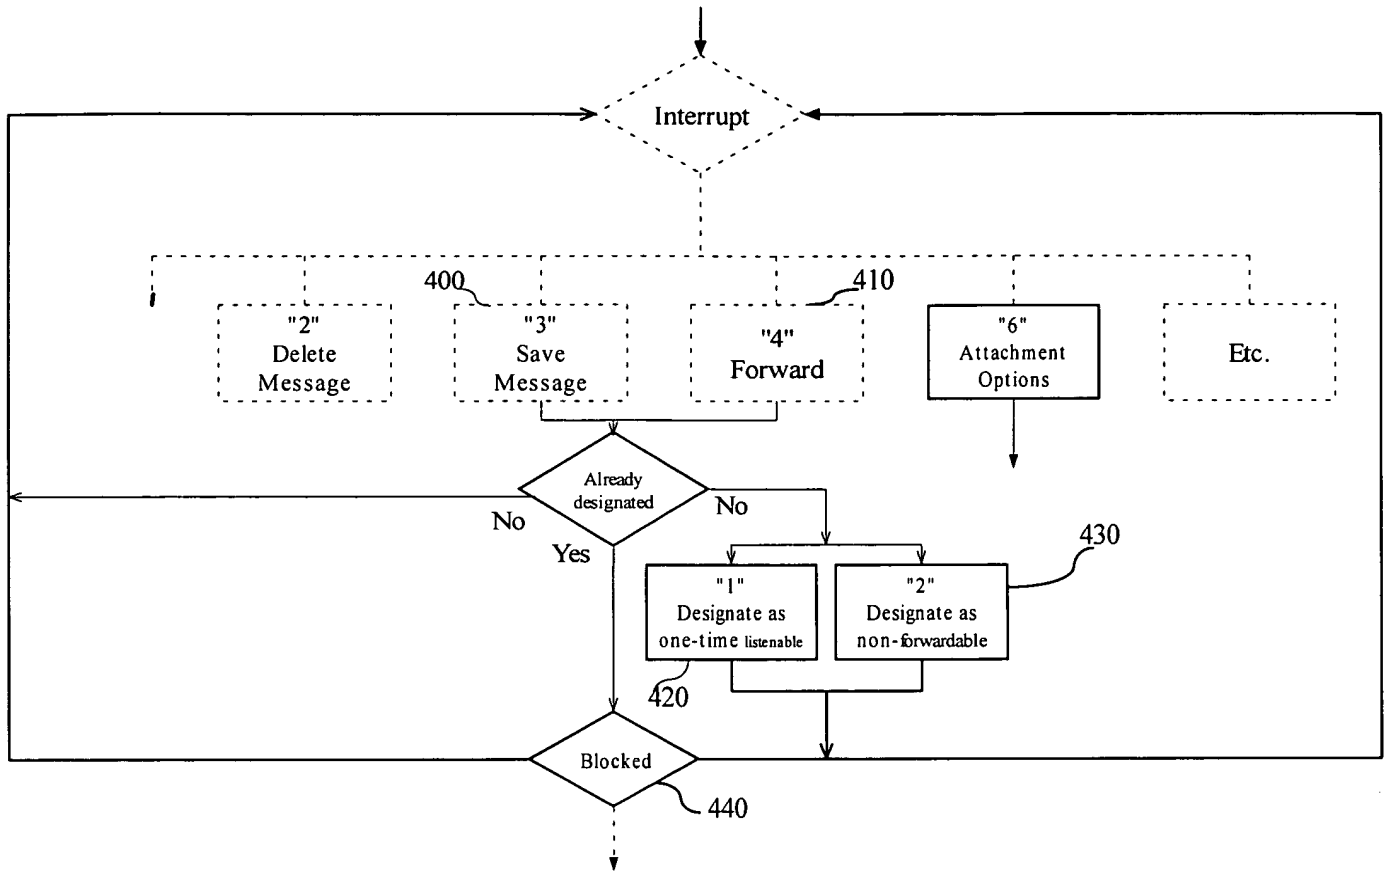 Interrupt
400
410
"2"
Delete
Message
"3"
Save
Message
"4"
Forward
"6"
Attachment
Options
Etc.
Already
designated
No
No
Yes
430
"1"
Designate as
one-time listenable
"2"
Designate as
non-forwardable
420
Blocked
440